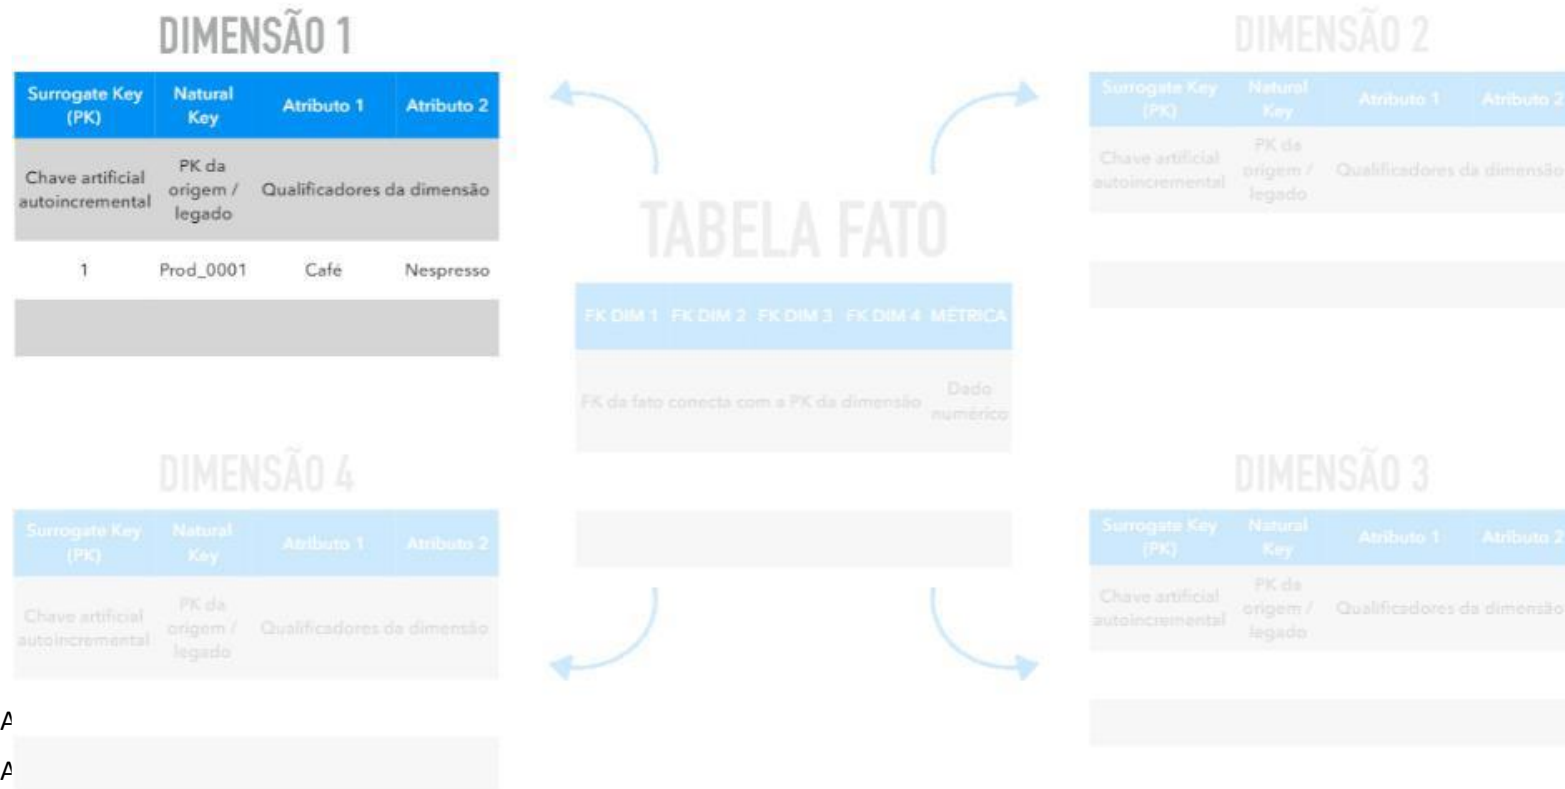 DIMENSÃO 1
Surrogate Key (PK) Natural Key Atributo 1 Atributo 2
Chave artificial autoincremental PK da origem / legado Qualificadores da dimensão
1 Prod_0001 Café Nespresso
DIMENSÃO 2
Surrogate Key (PK) Natural Key Atributo 1 Atributo 2
Chave artificial autoincremental PK da origem / legado Qualificadores da dimensão
TABELA FATO
FK DIM 1 FK DIM 2 FK DIM 3 FK DIM 4 MÉTRICA
FK da fato conecta com a PK da dimensão Dado numérico
DIMENSÃO 4
Surrogate Key (PK) Natural Key Atributo 1 Atributo 2
Chave artificial autoincremental PK da origem / legado Qualificadores da dimensão
DIMENSÃO 3
Surrogate Key (PK) Natural Key Atributo 1 Atributo 2
Chave artificial autoincremental PK da origem / legado Qualificadores da dimensão